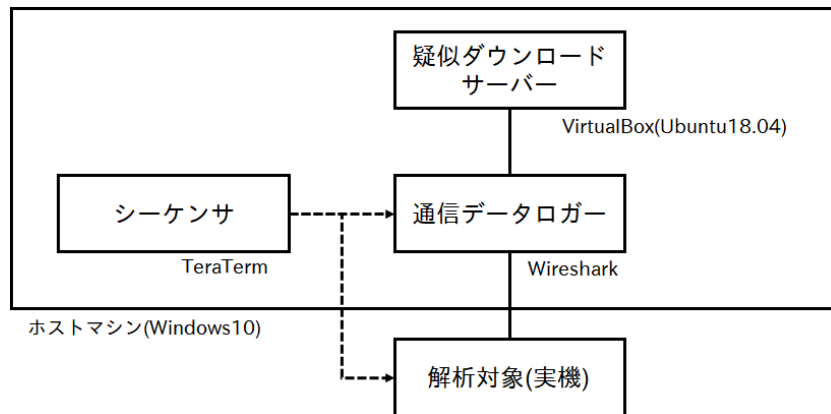 疑似ダウンロード
サーバー
VirtualBox(Ubuntu18.04)
シーケンサ
通信データロガー
TeraTerm
Wireshark
ホストマシン(Windows10)
解析対象(実機)